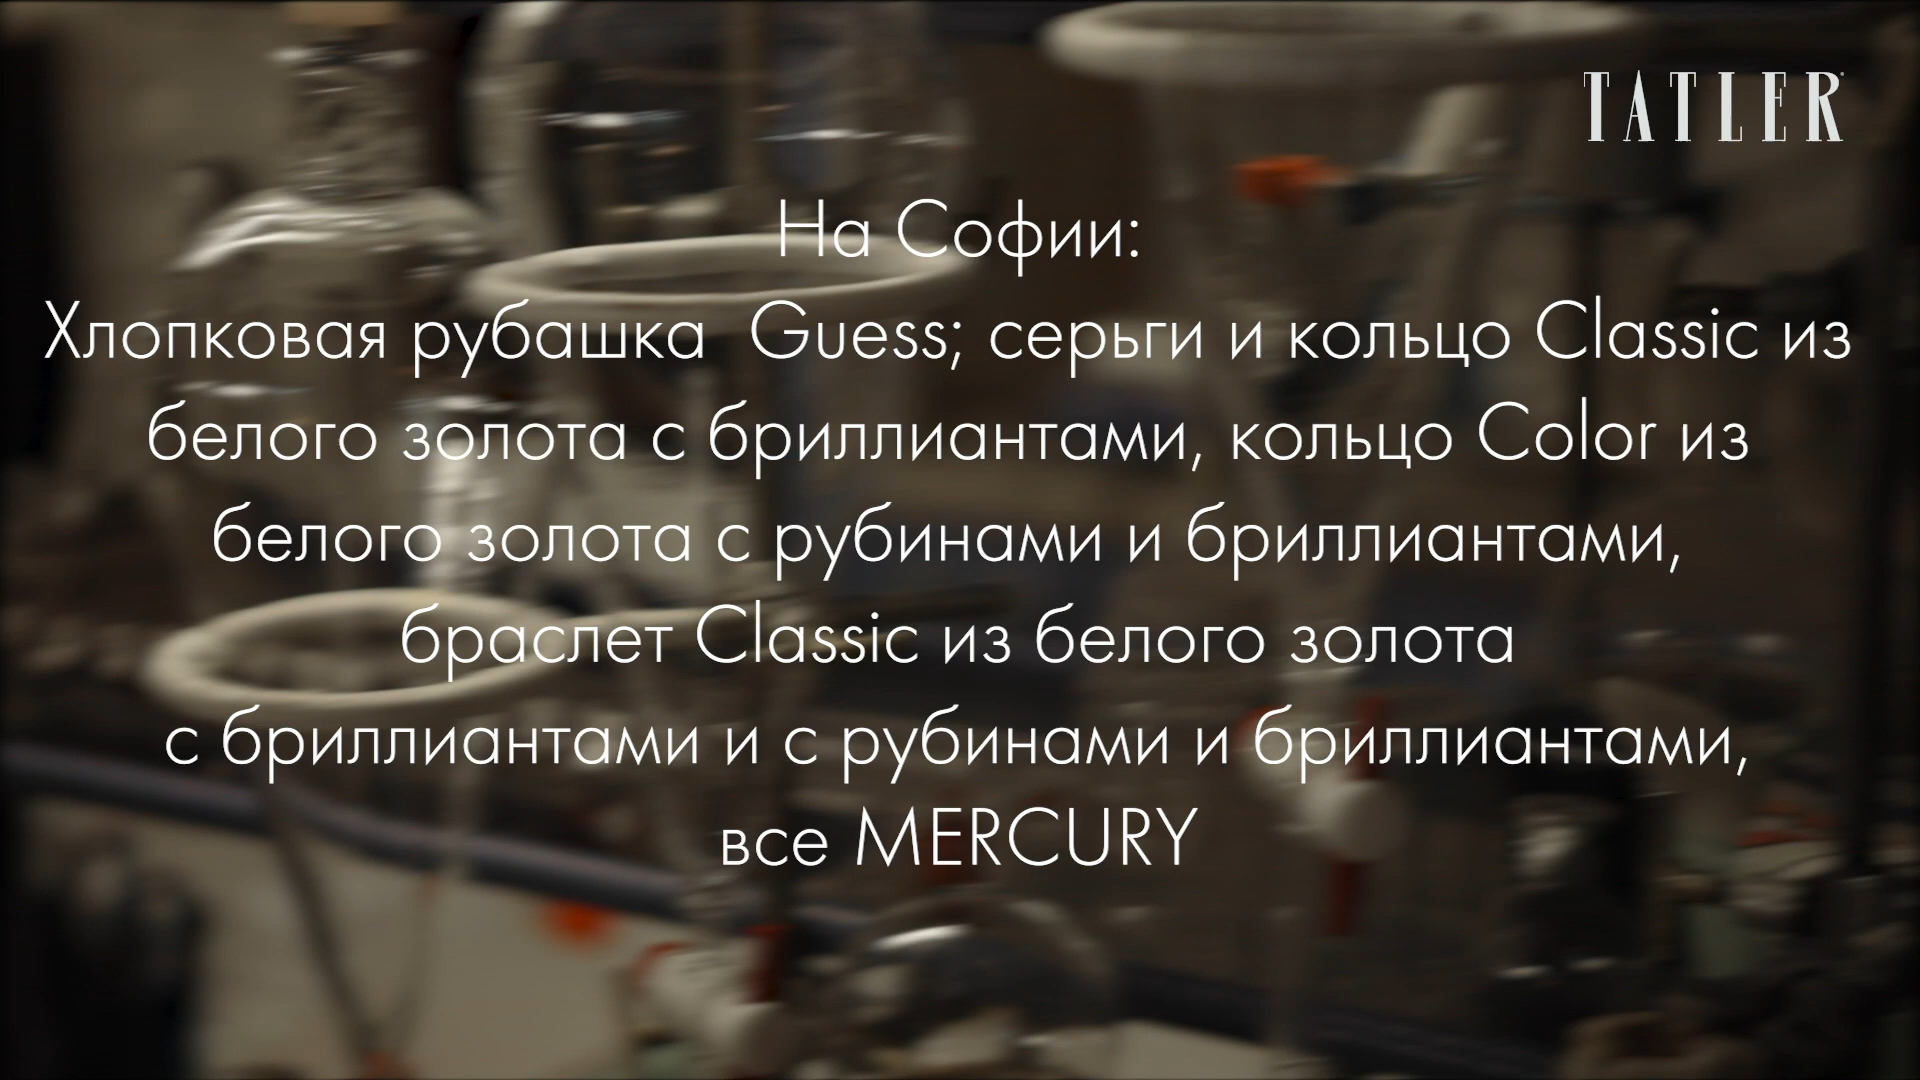 TATLER
На Софии:
Хлопковая рубашка Guess; серьги и кольцо Classic из
белого золота с бриллиантами, кольцо Color из
белого золота с рубинами и бриллиантами,
браслет Classic из белого золота
с бриллиантами и с рубинами и бриллиантами,
все MERCURY